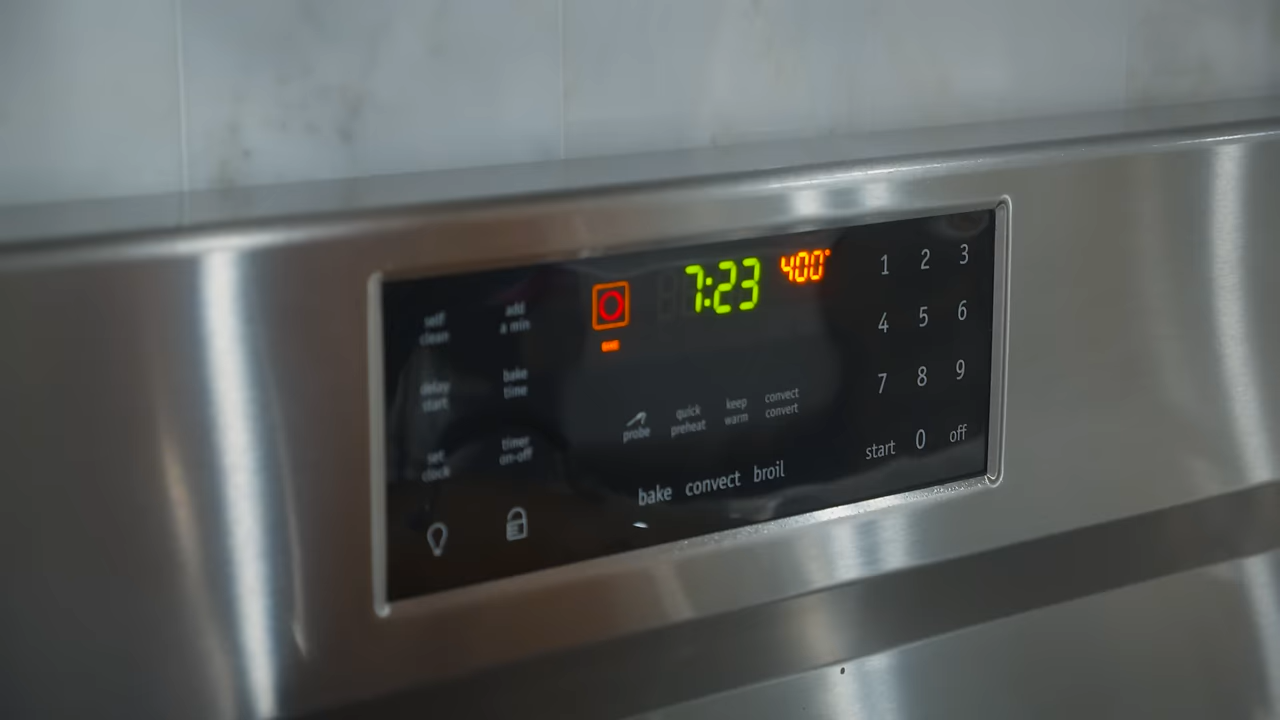 self
clean
add
a min
7:23
400°
1 2 3
delay
start
bake
time
BAKE
4 5 6
probe
quick
preheat
keep
warm
convect
convert
7 8 9
set
clock
timer
on-off
bake convect broil
start 0 off